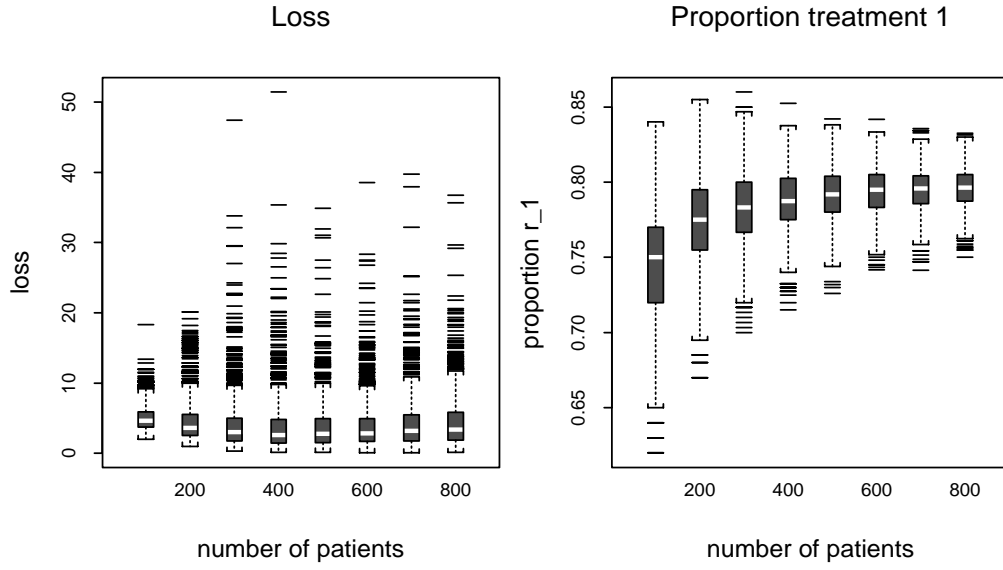 Loss
Proportion treatment 1
loss
50
40
30
20
10
0
200 400 600 800
number of patients
proportion r_1
0.85
0.80
0.75
0.70
0.65
200 400 600 800
number of patients